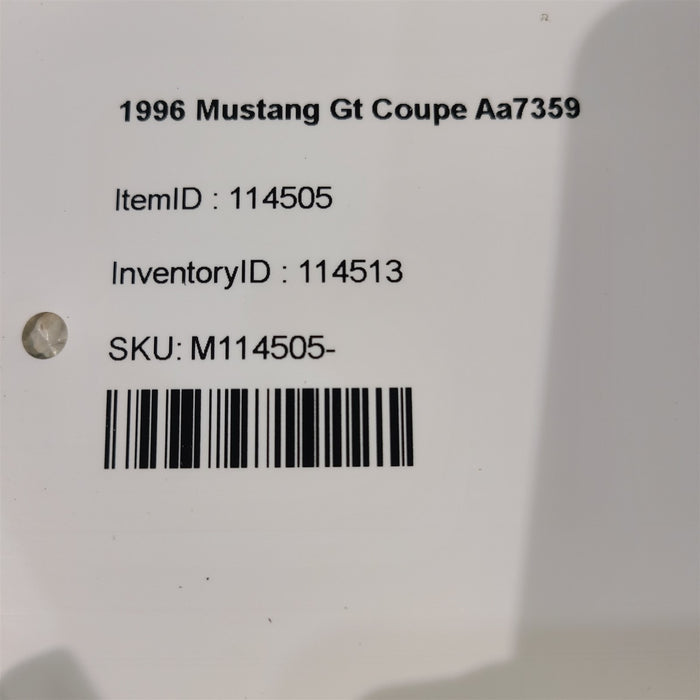 1996 Mustang Gt Coupe Aa7359
ItemID : 114505
InventoryID : 114513
SKU: M114505-